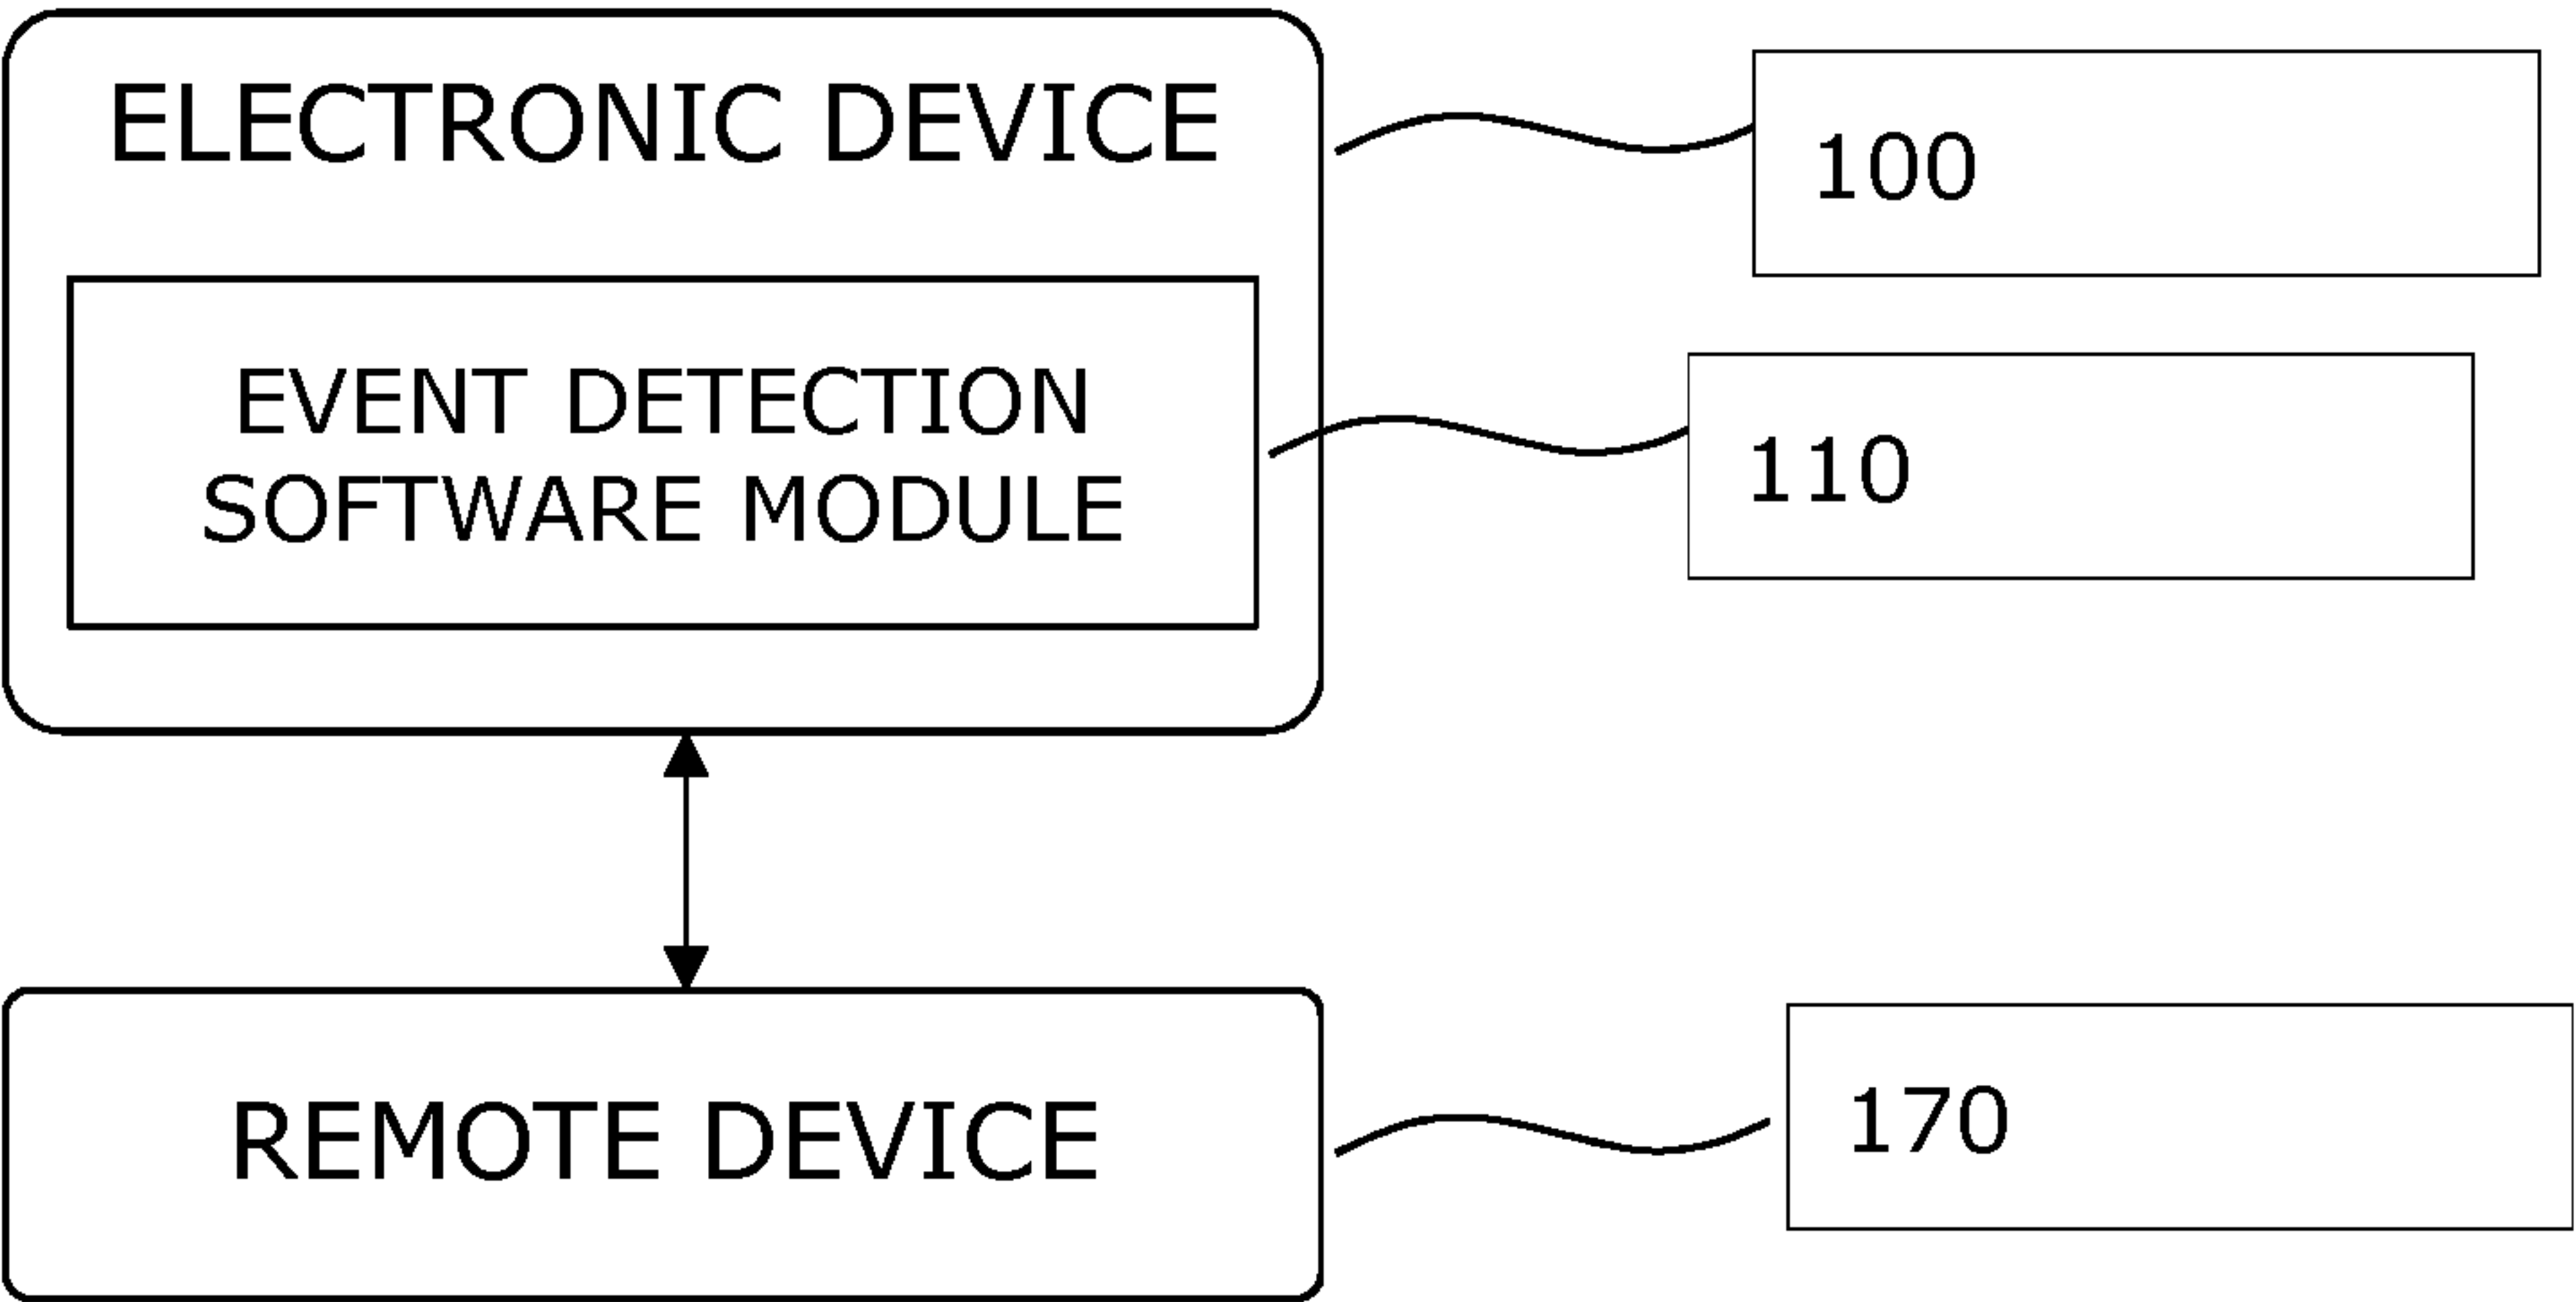 ELECTRONIC DEVICE
100
EVENT DETECTION
SOFTWARE MODULE
110
REMOTE DEVICE
170